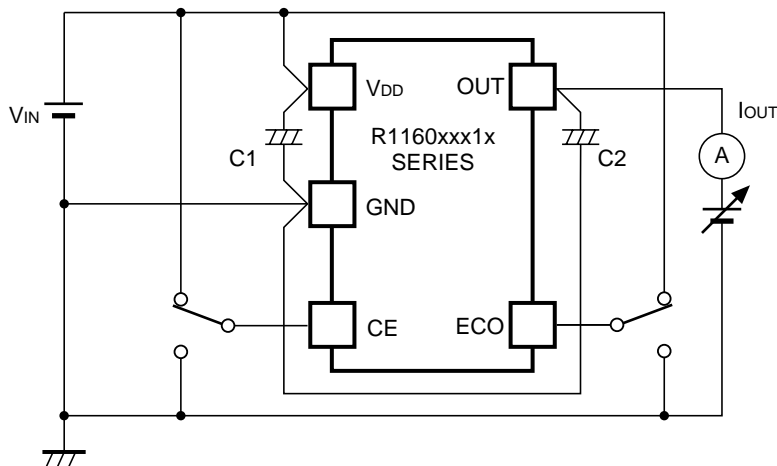 VDD
OUT
IOUT
VIN
R1160xxx1x
A
C1
SERIES
C2
GND
CE
ECO